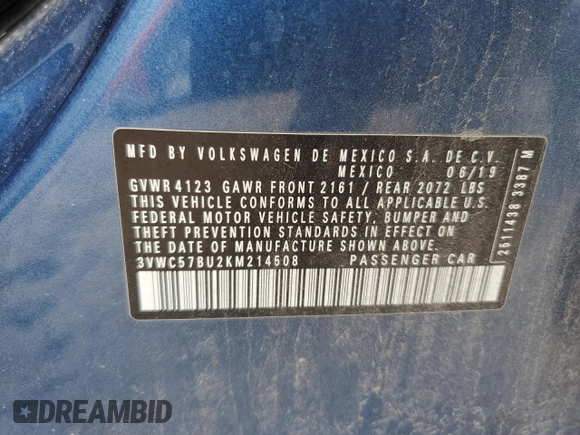 MFD BY VOLKSWAGEN DE MEXICO S.A. DE C.V.
MEXICO 06/19
GVWR 4123 GAWR FRONT 2161 / REAR 2072 LBS
THIS VEHICLE CONFORMS TO ALL APPLICABLE U.S.
FEDERAL MOTOR VEHICLE SAFETY, BUMPER AND
THEFT PREVENTION STANDARDS IN EFFECT ON
THE DATE OF MANUFACTURE SHOWN ABOVE.
3VWC57BU2KM214508 PASSENGER CAR
2511438 3387 M
DREAMBID